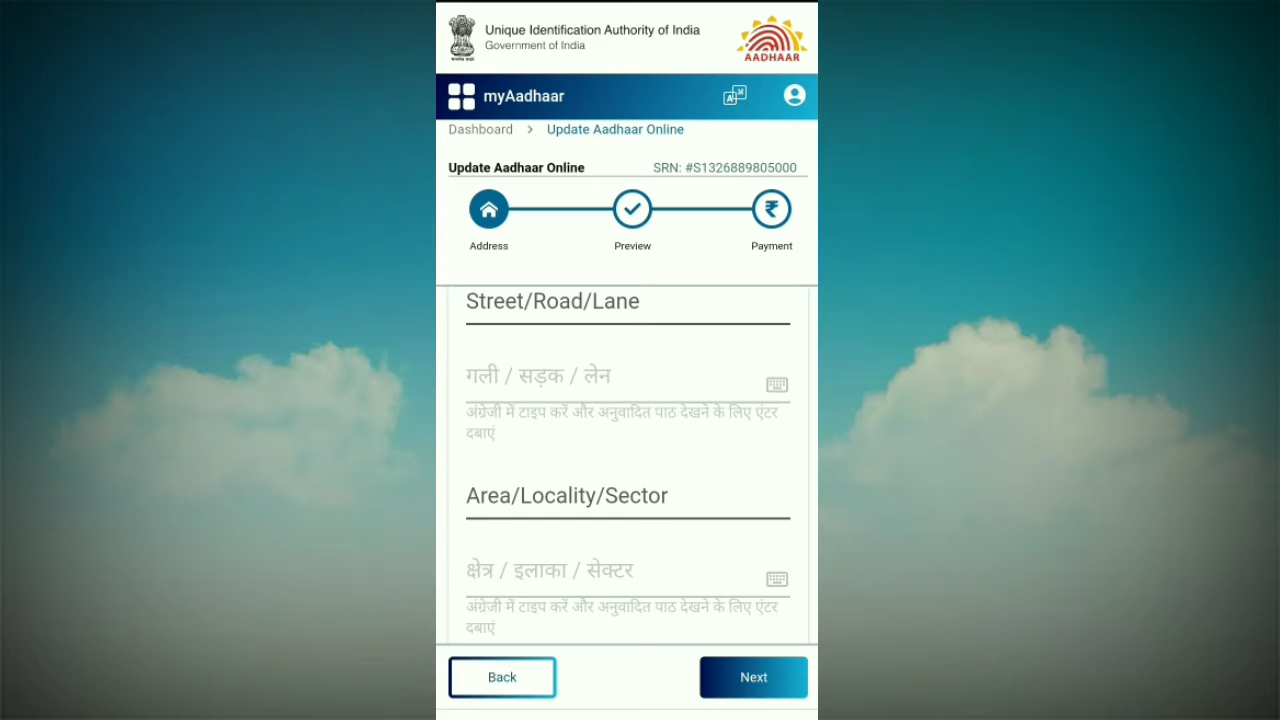 Unique Identification Authority of India
Government of India
AADHAAR
myAadhaar
Dashboard > Update Aadhaar Online
Update Aadhaar Online SRN: #S1326889805000
Address Preview Payment
Street/Road/Lane
गली / सड़क / लेन
अंग्रेजी में टाइप करें और अनुवादित पाठ देखने के लिए एंटर
दबाएं
Area/Locality/Sector
क्षेत्र / इलाका / सेक्टर
अंग्रेजी में टाइप करें और अनुवादित पाठ देखने के लिए एंटर
दबाएं
Back Next